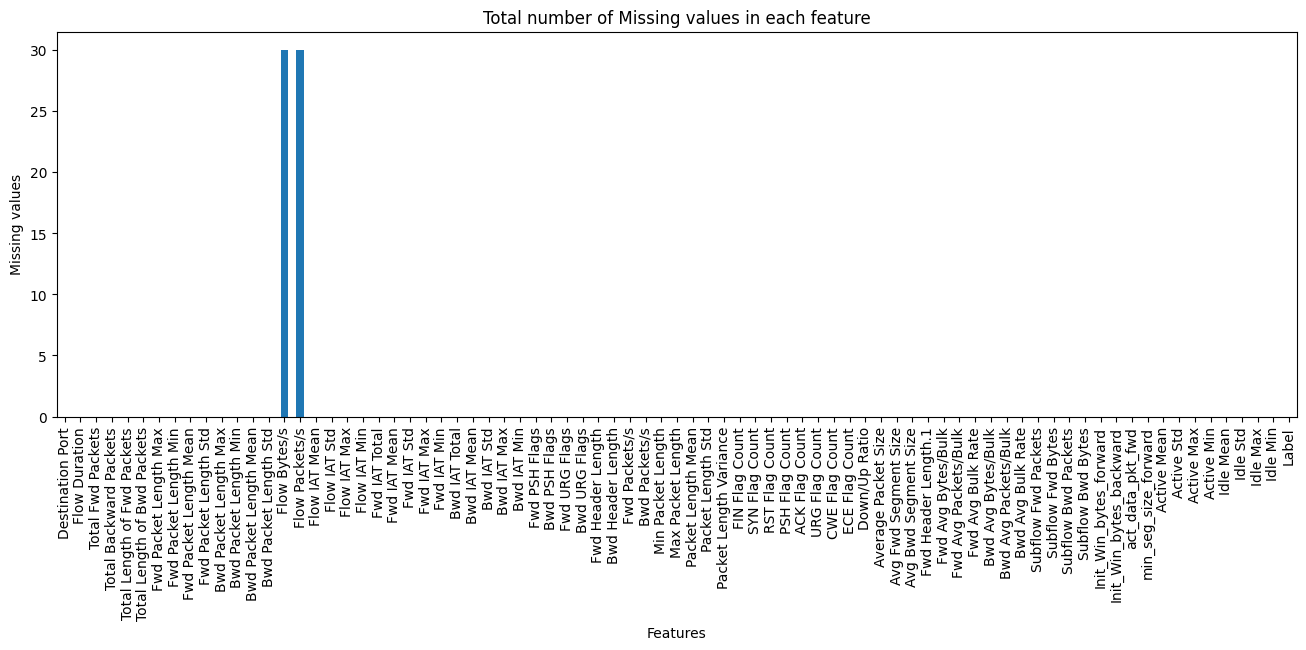 Total number of Missing values in each feature
Missing values
30
25
20
15
10
5
0
Destination Port
Flow Duration
Total Fwd Packets
Total Backward Packets
Total Length of Fwd Packets
Total Length of Bwd Packets
Fwd Packet Length Max
Fwd Packet Length Min
Fwd Packet Length Mean
Fwd Packet Length Std
Bwd Packet Length Max
Bwd Packet Length Min
Bwd Packet Length Mean
Bwd Packet Length Std
Flow Bytes/s
Flow Packets/s
Flow IAT Mean
Flow IAT Std
Flow IAT Max
Flow IAT Min
Fwd IAT Total
Fwd IAT Mean
Fwd IAT Std
Fwd IAT Max
Fwd IAT Min
Bwd IAT Total
Bwd IAT Mean
Bwd IAT Std
Bwd IAT Max
Bwd IAT Min
Fwd PSH Flags
Bwd PSH Flags
Fwd URG Flags
Bwd URG Flags
Fwd Header Length
Bwd Header Length
Fwd Packets/s
Bwd Packets/s
Min Packet Length
Max Packet Length
Packet Length Mean
Packet Length Std
Packet Length Variance
FIN Flag Count
SYN Flag Count
RST Flag Count
PSH Flag Count
ACK Flag Count
URG Flag Count
CWE Flag Count
ECE Flag Count
Down/Up Ratio
Average Packet Size
Avg Fwd Segment Size
Avg Bwd Segment Size
Fwd Header Length.1
Fwd Avg Bytes/Bulk
Fwd Avg Packets/Bulk
Fwd Avg Bulk Rate
Bwd Avg Bytes/Bulk
Bwd Avg Packets/Bulk
Bwd Avg Bulk Rate
Subflow Fwd Packets
Subflow Fwd Bytes
Subflow Bwd Packets
Subflow Bwd Bytes
Init_Win_bytes_forward
Init_Win_bytes_backward
act_data_pkt_fwd
min_seg_size_forward
Active Mean
Active Std
Active Max
Active Min
Idle Mean
Idle Std
Idle Max
Idle Min
Label
Features